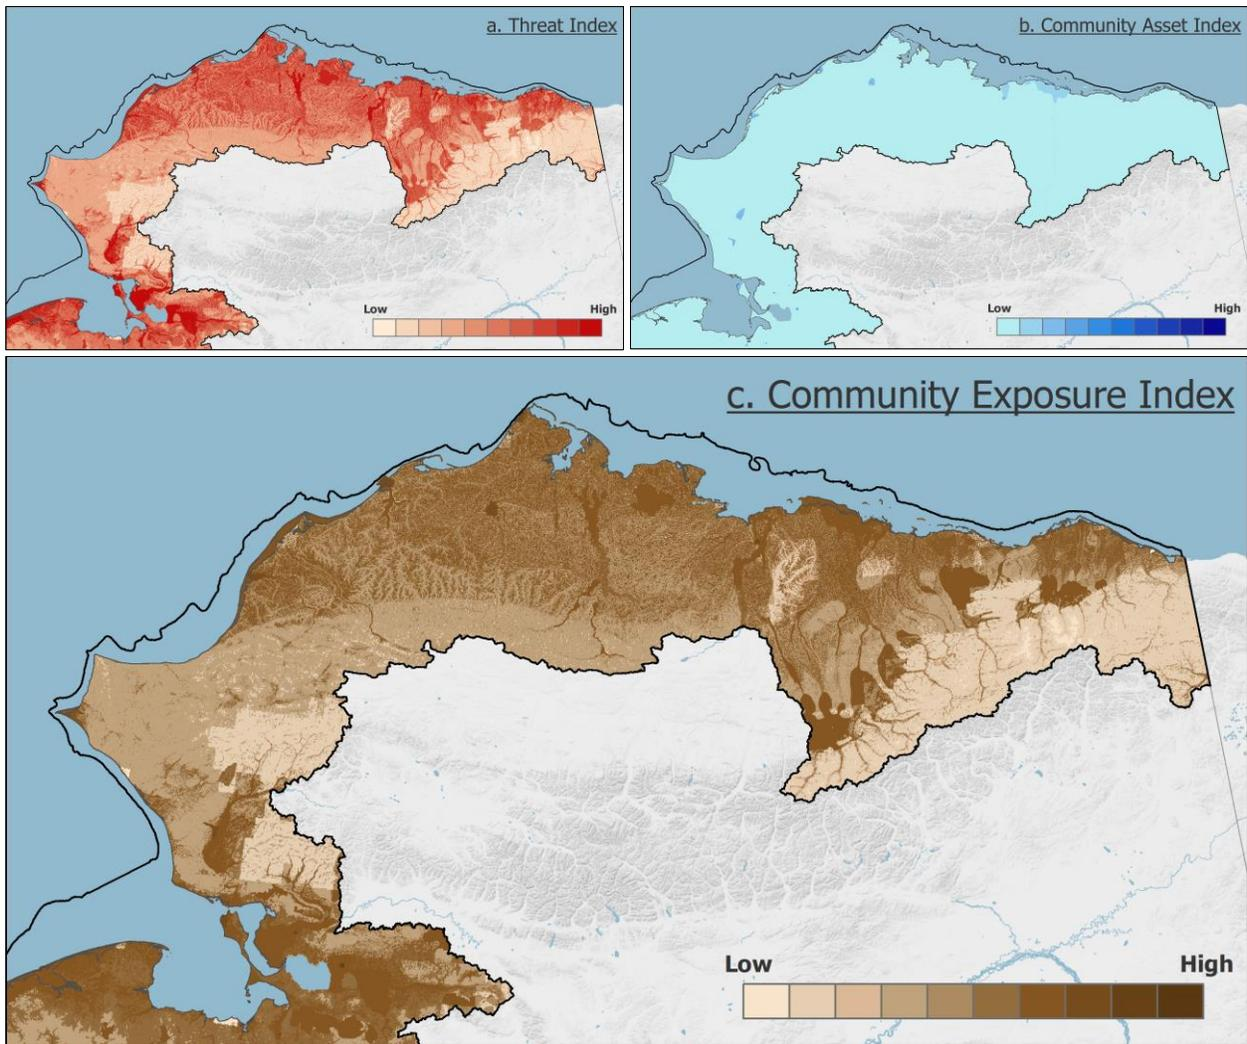 a. Threat Index
Low High
b. Community Asset Index
Low High
c. Community Exposure Index
Low High